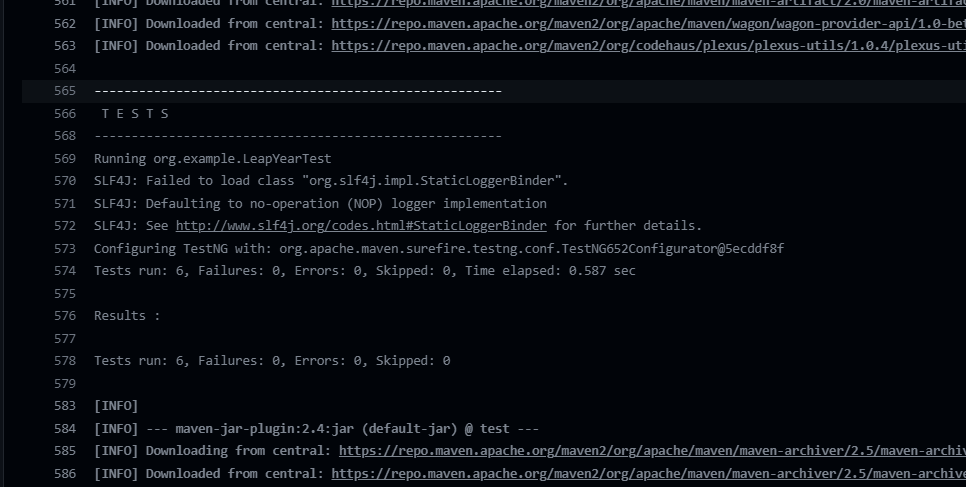 561 [INFO] Downloaded from central: https://repo.maven.apache.org/maven2/org/apache/maven/maven-artifact/2.0/maven-artifac
562 [INFO] Downloaded from central: https://repo.maven.apache.org/maven2/org/apache/maven/wagon/wagon-provider-api/1.0-bet
563 [INFO] Downloaded from central: https://repo.maven.apache.org/maven2/org/codehaus/plexus/plexus-utils/1.0.4/plexus-uti
564
565 -------------------------------------------------------
566 T E S T S
568 -------------------------------------------------------
569 Running org.example.LeapYearTest
570 SLF4J: Failed to load class "org.slf4j.impl.StaticLoggerBinder".
571 SLF4J: Defaulting to no-operation (NOP) logger implementation
572 SLF4J: See http://www.slf4j.org/codes.html#StaticLoggerBinder for further details.
573 Configuring TestNG with: org.apache.maven.surefire.testng.conf.TestNG652Configurator@5ecddf8f
574 Tests run: 6, Failures: 0, Errors: 0, Skipped: 0, Time elapsed: 0.587 sec
575
576 Results :
577
578 Tests run: 6, Failures: 0, Errors: 0, Skipped: 0
579
583 [INFO]
584 [INFO] --- maven-jar-plugin:2.4:jar (default-jar) @ test ---
585 [INFO] Downloading from central: https://repo.maven.apache.org/maven2/org/apache/maven/maven-archiver/2.5/maven-archiv
586 [INFO] Downloaded from central: https://repo.maven.apache.org/maven2/org/apache/maven/maven-archiver/2.5/maven-archive